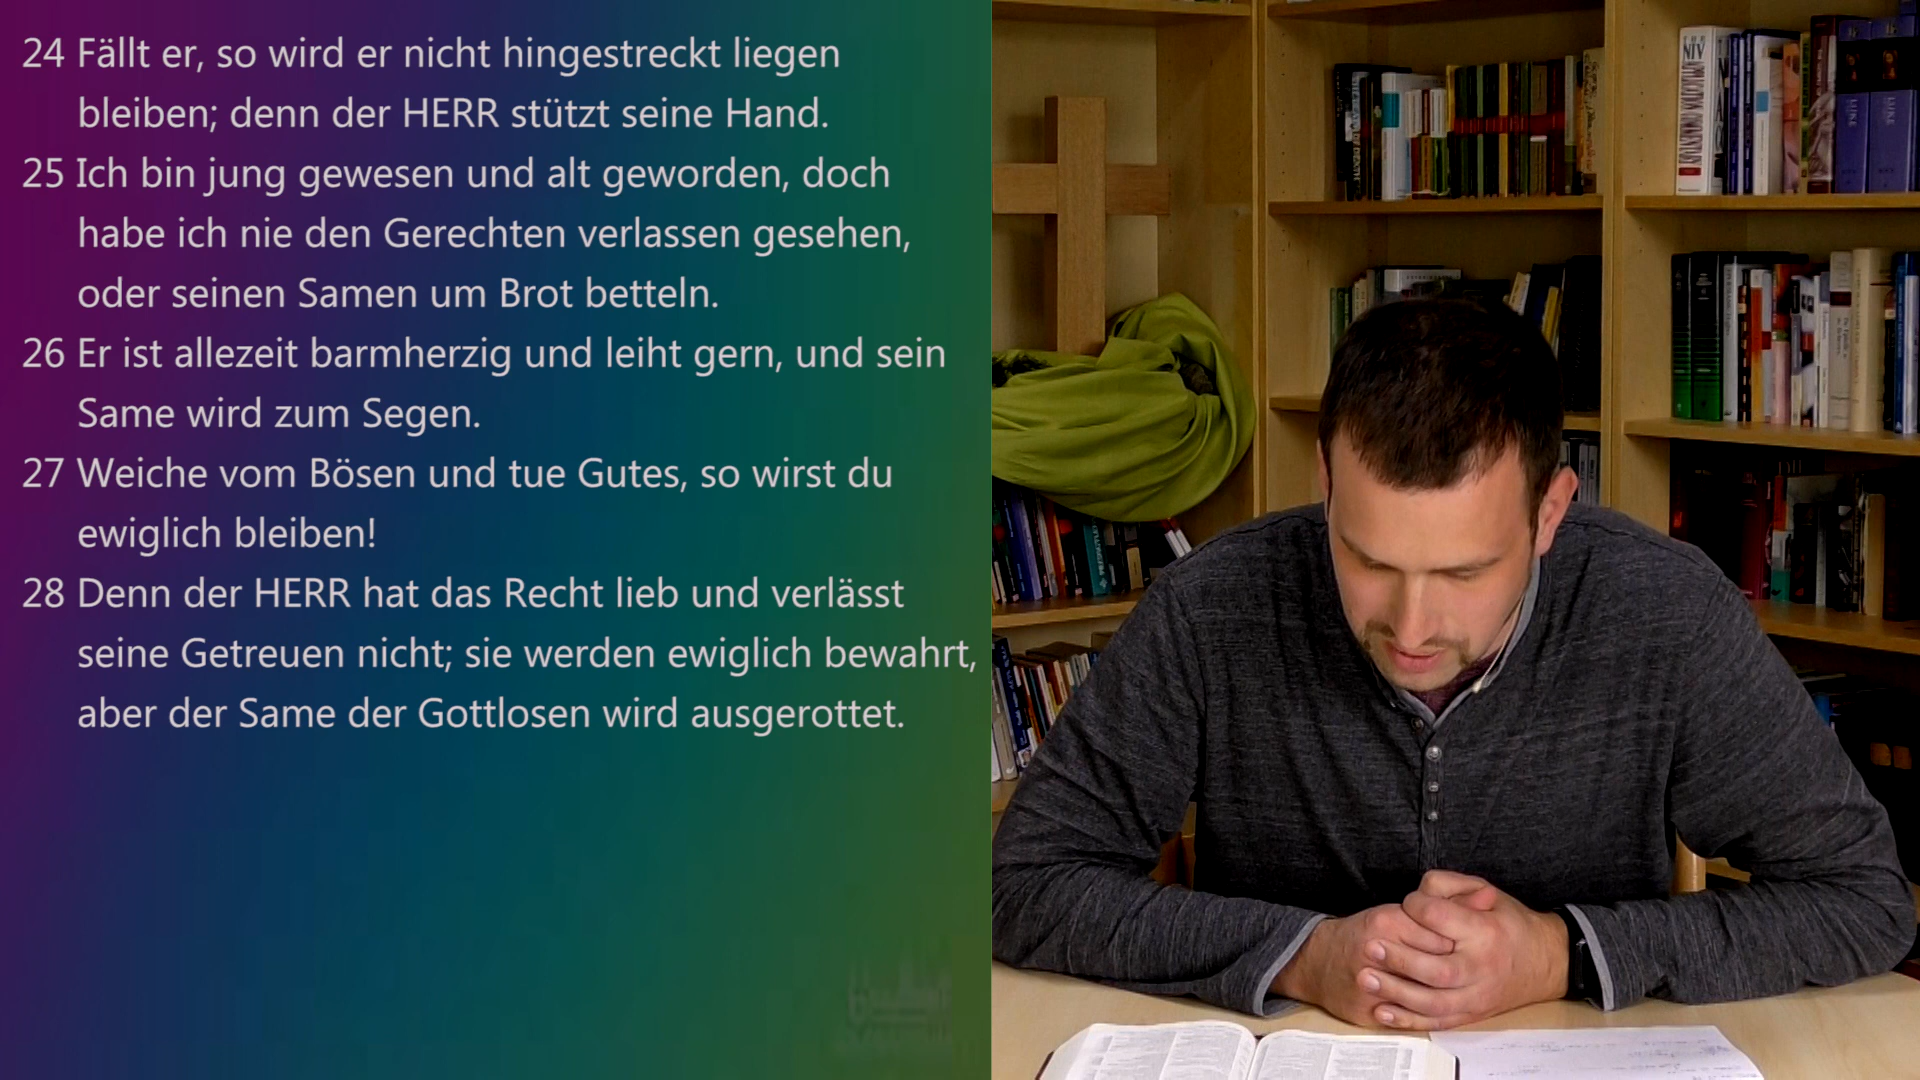 24 Fällt er, so wird er nicht hingestreckt liegen
bleiben; denn der HERR stützt seine Hand.
25 Ich bin jung gewesen und alt geworden, doch
habe ich nie den Gerechten verlassen gesehen,
oder seinen Samen um Brot betteln.
26 Er ist allezeit barmherzig und leiht gern, und sein
Same wird zum Segen.
27 Weiche vom Bösen und tue Gutes, so wirst du
ewiglich bleiben!
28 Denn der HERR hat das Recht lieb und verlässt
seine Getreuen nicht; sie werden ewiglich bewahrt,
aber der Same der Gottlosen wird ausgerottet.
NIV
LUKE
LUKE